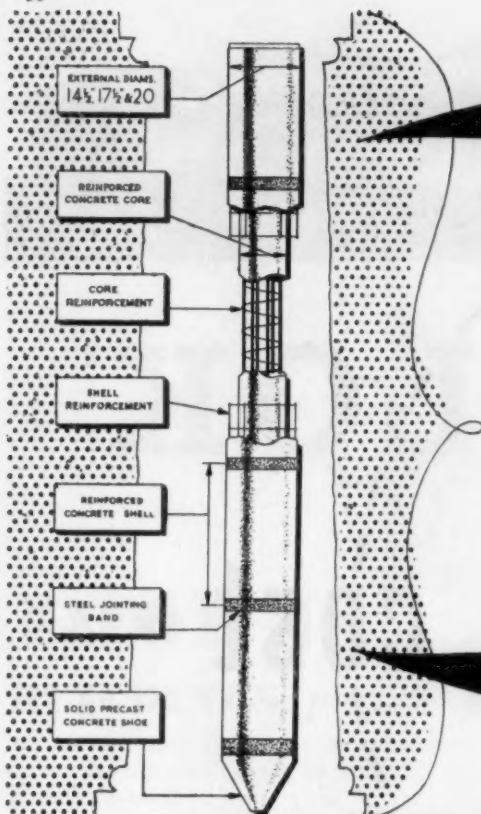 EXTERNAL DIAMS.
14½", 17½" & 20
REINFORCED
CONCRETE CORE
CORE
REINFORCEMENT
SHELL
REINFORCEMENT
REINFORCED
CONCRETE SHELL
STEEL JOINTING
BAND
SOLID PRECAST
CONCRETE SHOE